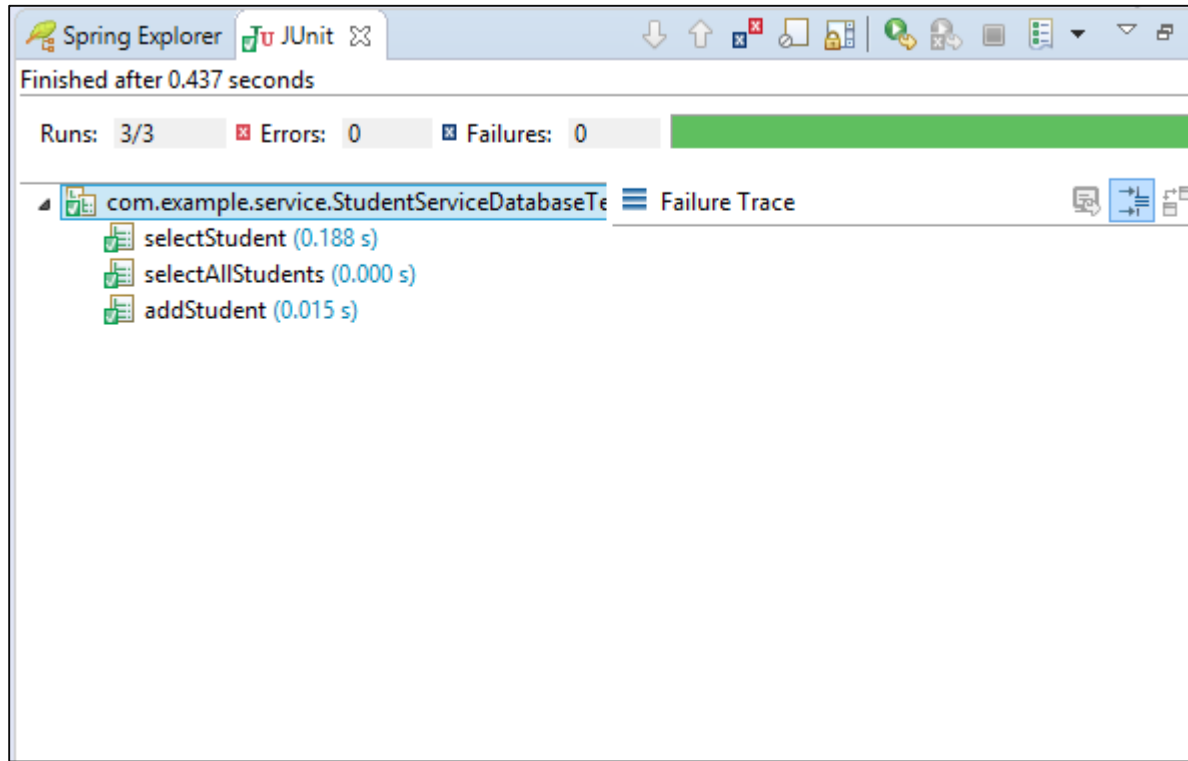 Spring Explorer JUnit
Finished after 0.437 seconds
Runs: 3/3 Errors: 0 Failures: 0
com.example.service.StudentServiceDatabaseTe Failure Trace
selectStudent (0.188 s)
selectAllStudents (0.000 s)
addStudent (0.015 s)